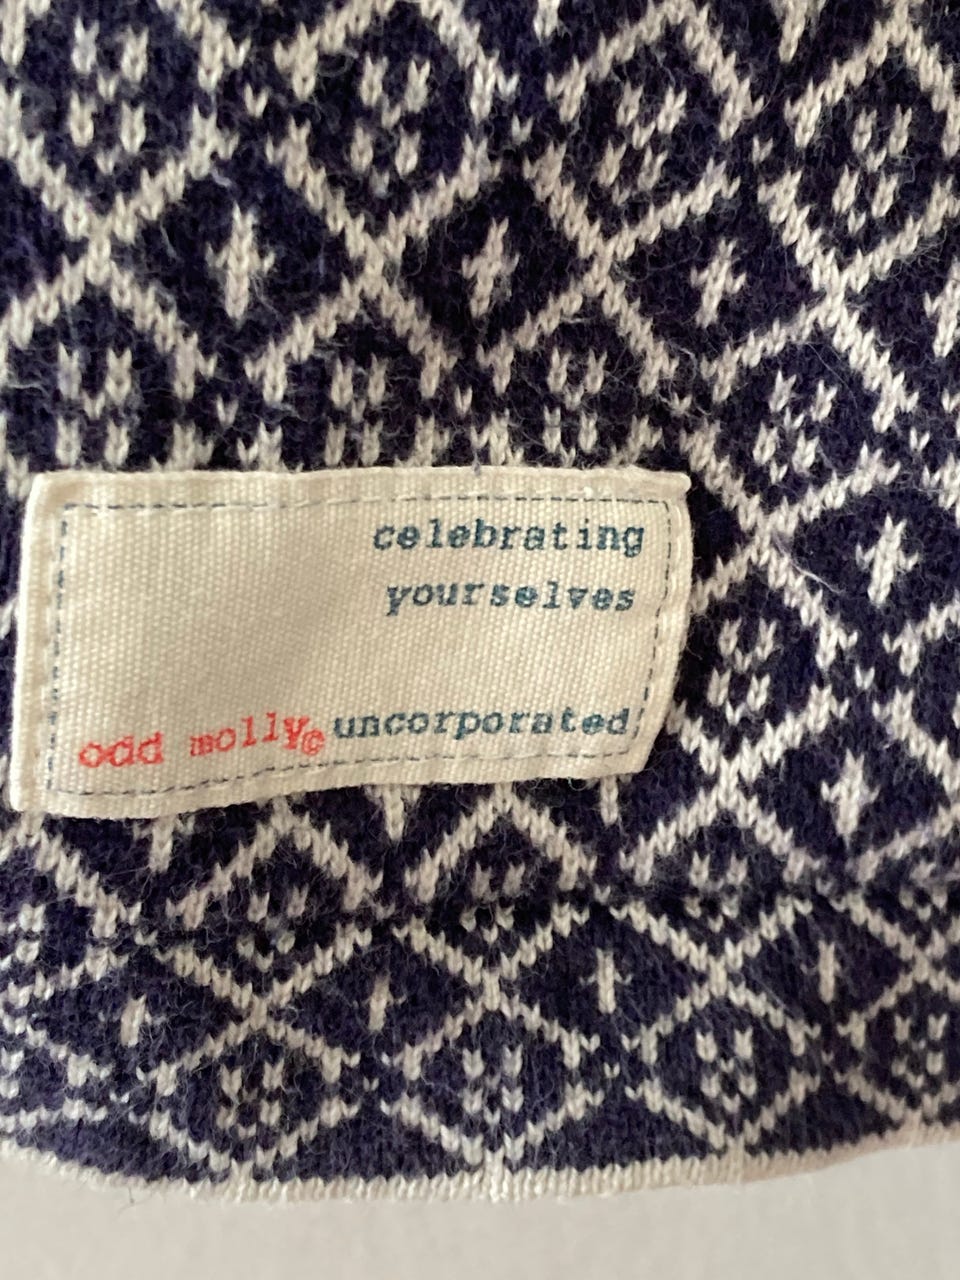 celebrating
yourselves
odd molly© uncorporated